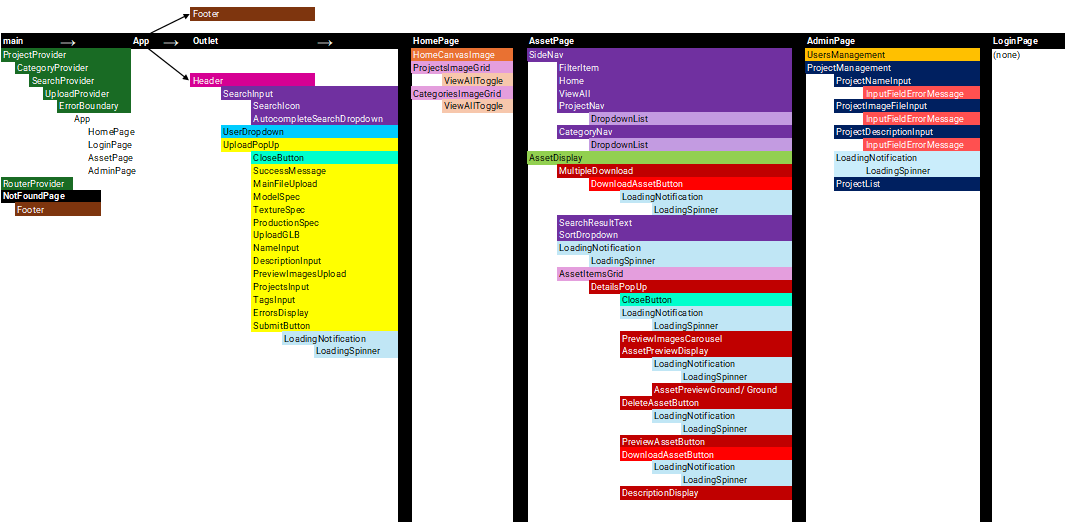 Footer
main → App → Outlet → HomePage AssetPage AdminPage LoginPage
ProjectProvider
CategoryProvider
SearchProvider
UploadProvider
ErrorBoundary
App
HomePage
LoginPage
AssetPage
AdminPage
RouterProvider
NotFoundPage
Footer
Header
SearchInput
SearchIcon
AutocompleteSearchDropdown
UserDropdown
UploadPopUp
CloseButton
SuccessMessage
MainFileUpload
ModelSpec
TextureSpec
ProductionSpec
UploadGLB
NameInput
DescriptionInput
PreviewImagesUpload
ProjectsInput
TagsInput
ErrorsDisplay
SubmitButton
LoadingNotification
LoadingSpinner
HomeCanvasImage
ProjectsImageGrid
ViewAllToggle
CategoriesImageGrid
ViewAllToggle
SideNav
FilterItem
Home
ViewAll
ProjectNav
DropdownList
CategoryNav
DropdownList
AssetDisplay
MultipleDownload
DownloadAssetButton
LoadingNotification
LoadingSpinner
SearchResultText
SortDropdown
LoadingNotification
LoadingSpinner
AssetItemsGrid
DetailsPopUp
CloseButton
LoadingNotification
LoadingSpinner
PreviewImagesCarousel
AssetPreviewDisplay
LoadingNotification
LoadingSpinner
AssetPreviewGround/ Ground
DeleteAssetButton
LoadingNotification
LoadingSpinner
PreviewAssetButton
DownloadAssetButton
LoadingNotification
LoadingSpinner
DescriptionDisplay
UsersManagement
ProjectManagement
ProjectNameInput
InputFieldErrorMessage
ProjectImageFileInput
InputFieldErrorMessage
ProjectDescriptionInput
InputFieldErrorMessage
LoadingNotification
LoadingSpinner
ProjectList
(none)